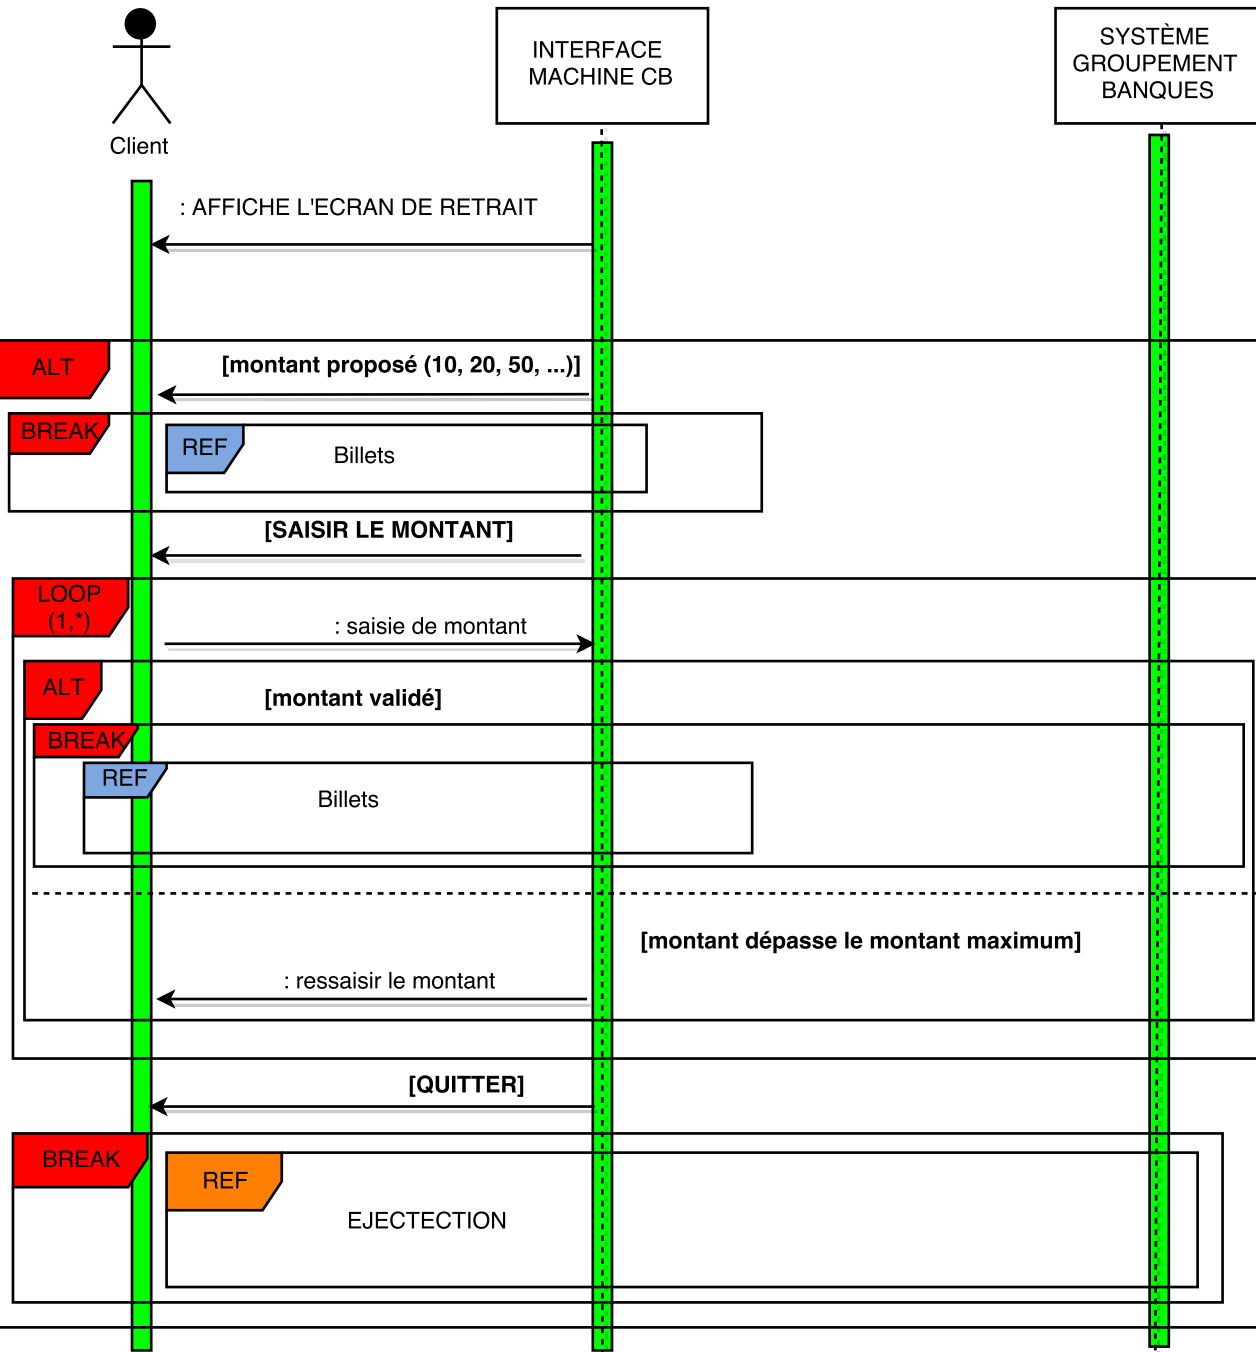 Client
INTERFACE
MACHINE CB
SYSTÈME
GROUPEMENT
BANQUES
: AFFICHE L'ECRAN DE RETRAIT
ALT
[montant proposé (10, 20, 50, ...)]
BREAK
REF
Billets
[SAISIR LE MONTANT]
LOOP
(1,*)
: saisie de montant
ALT
[montant validé]
BREAK
REF
Billets
[montant dépasse le montant maximum]
: ressaisir le montant
[QUITTER]
BREAK
REF
EJECTECTION